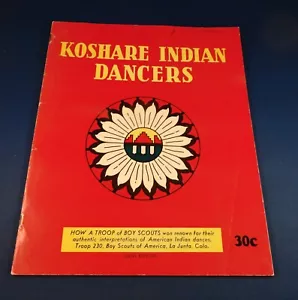 KOSHARE INDIAN
DANCERS
HOW A TROOP of BOY SCOUTS won renown for their
authentic interpretations of American Indian dances.
Troop 230, Boy Scouts of America, La Junta, Colo.
30c